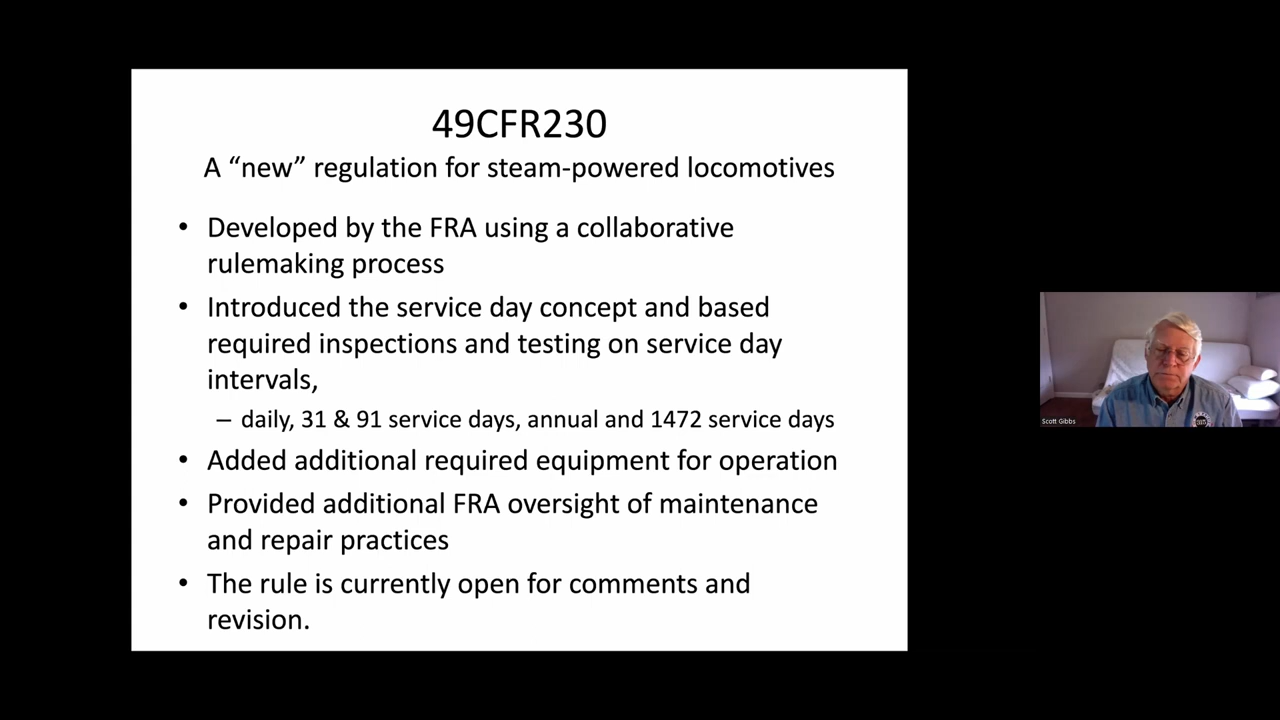 49CFR230
A “new” regulation for steam-powered locomotives
• Developed by the FRA using a collaborative
rulemaking process
• Introduced the service day concept and based
required inspections and testing on service day
intervals,
– daily, 31 & 91 service days, annual and 1472 service days
• Added additional required equipment for operation
• Provided additional FRA oversight of maintenance
and repair practices
• The rule is currently open for comments and
revision.
Scott Gibbs